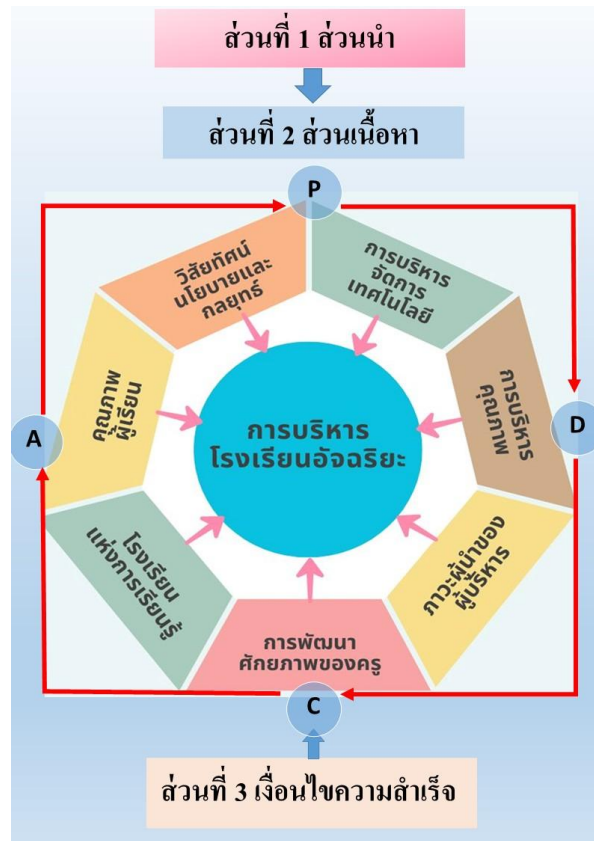 ส่วนที่ 1 ส่วนนำ
ส่วนที่ 2 ส่วนเนื้อหา
P
วิสัยทัศน์
นโยบายและ
กลยุทธ์
การบริหาร
จัดการ
เทคโนโลยี
การบริหาร
คุณภาพ
D
ภาวะผู้นำของ
ผู้บริหาร
การพัฒนา
ศักยภาพของครู
C
โรงเรียน
แห่งการเรียนรู้
A
คุณภาพ
ผู้เรียน
การบริหาร
โรงเรียนอัจฉริยะ
ส่วนที่ 3 เงื่อนไขความสำเร็จ